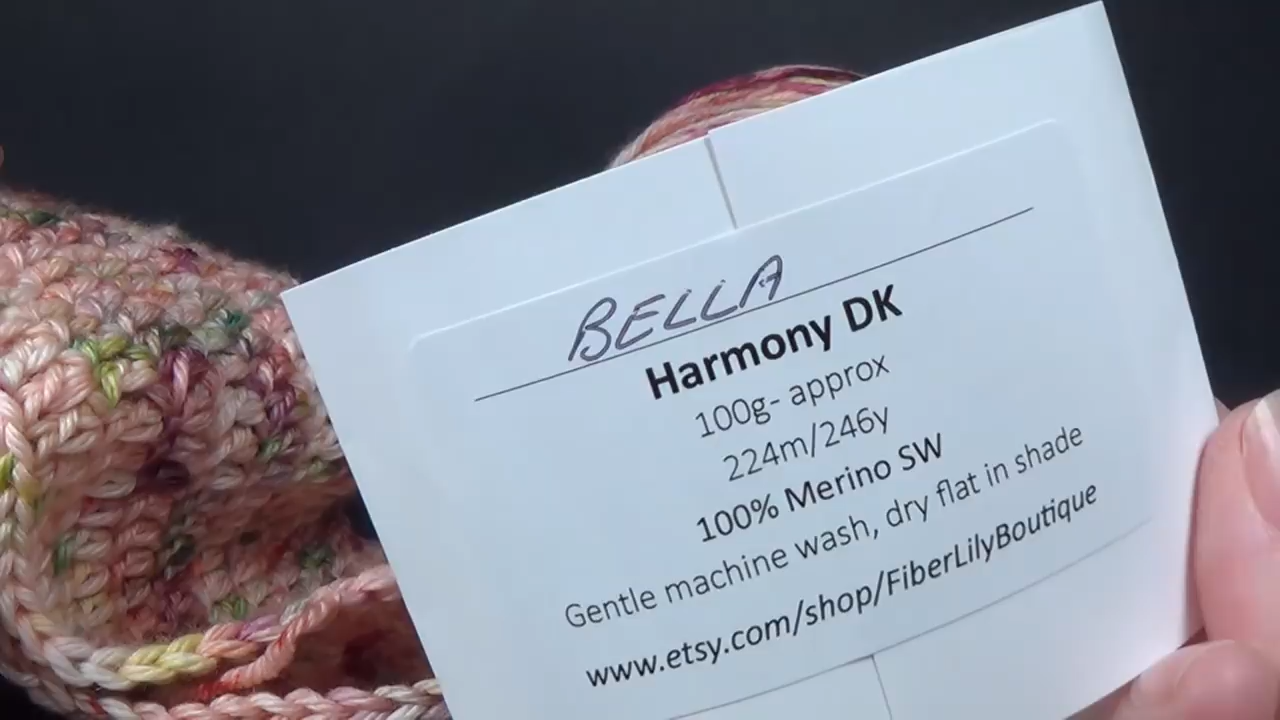 BELLA
Harmony DK
100g- approx
224m/246y
100% Merino SW
Gentle machine wash, dry flat in shade
www.etsy.com/shop/FiberLilyBoutique